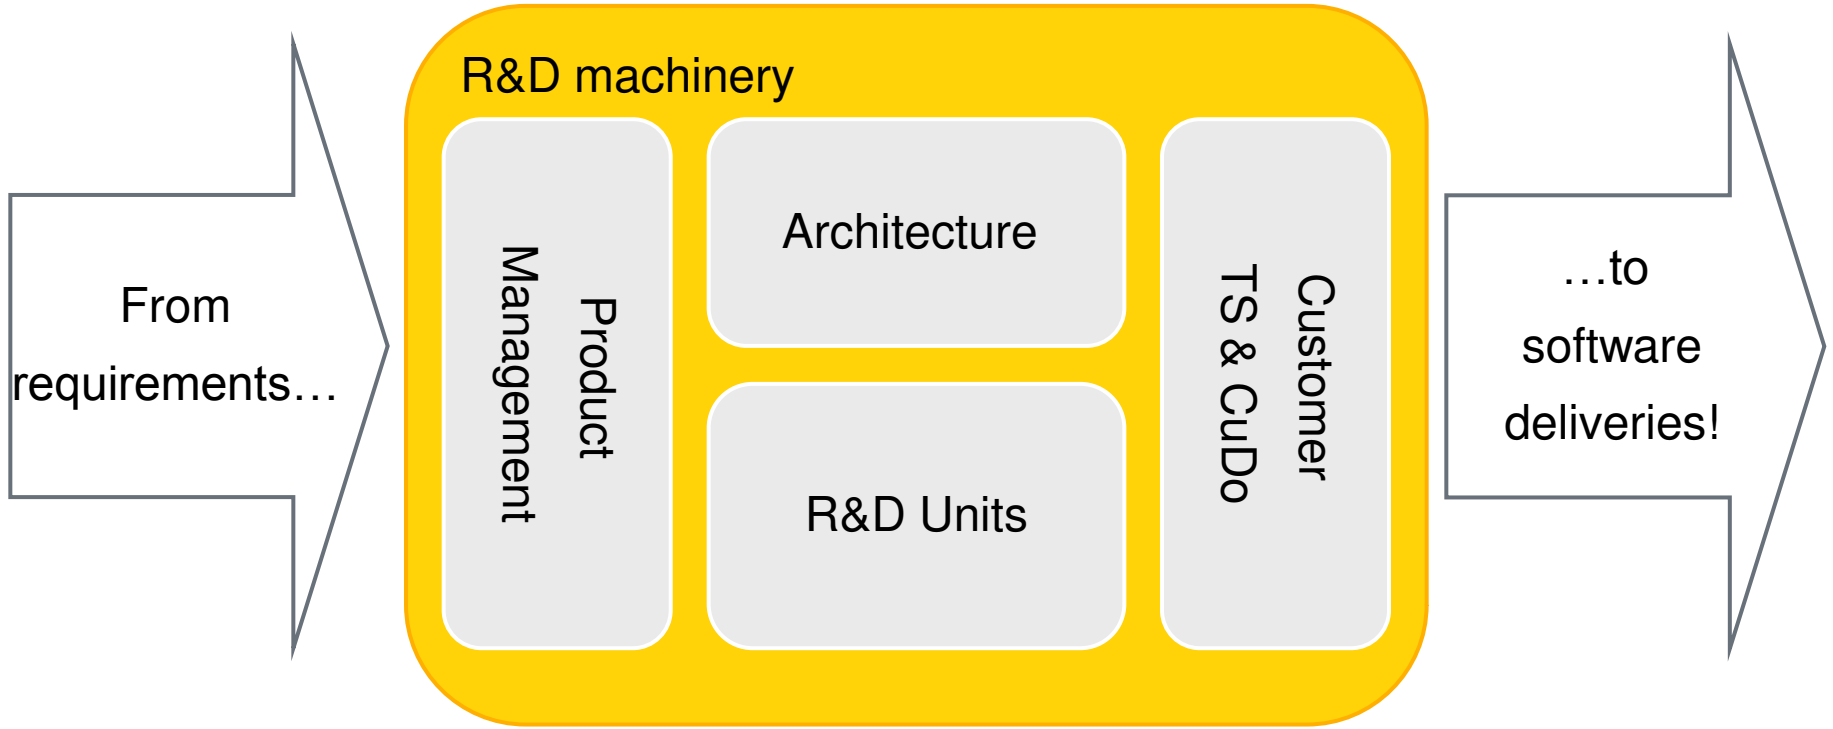 R&D machinery
From
requirements…
Product
Management
Architecture
R&D Units
Customer
TS & CuDo
…to
software
deliveries!